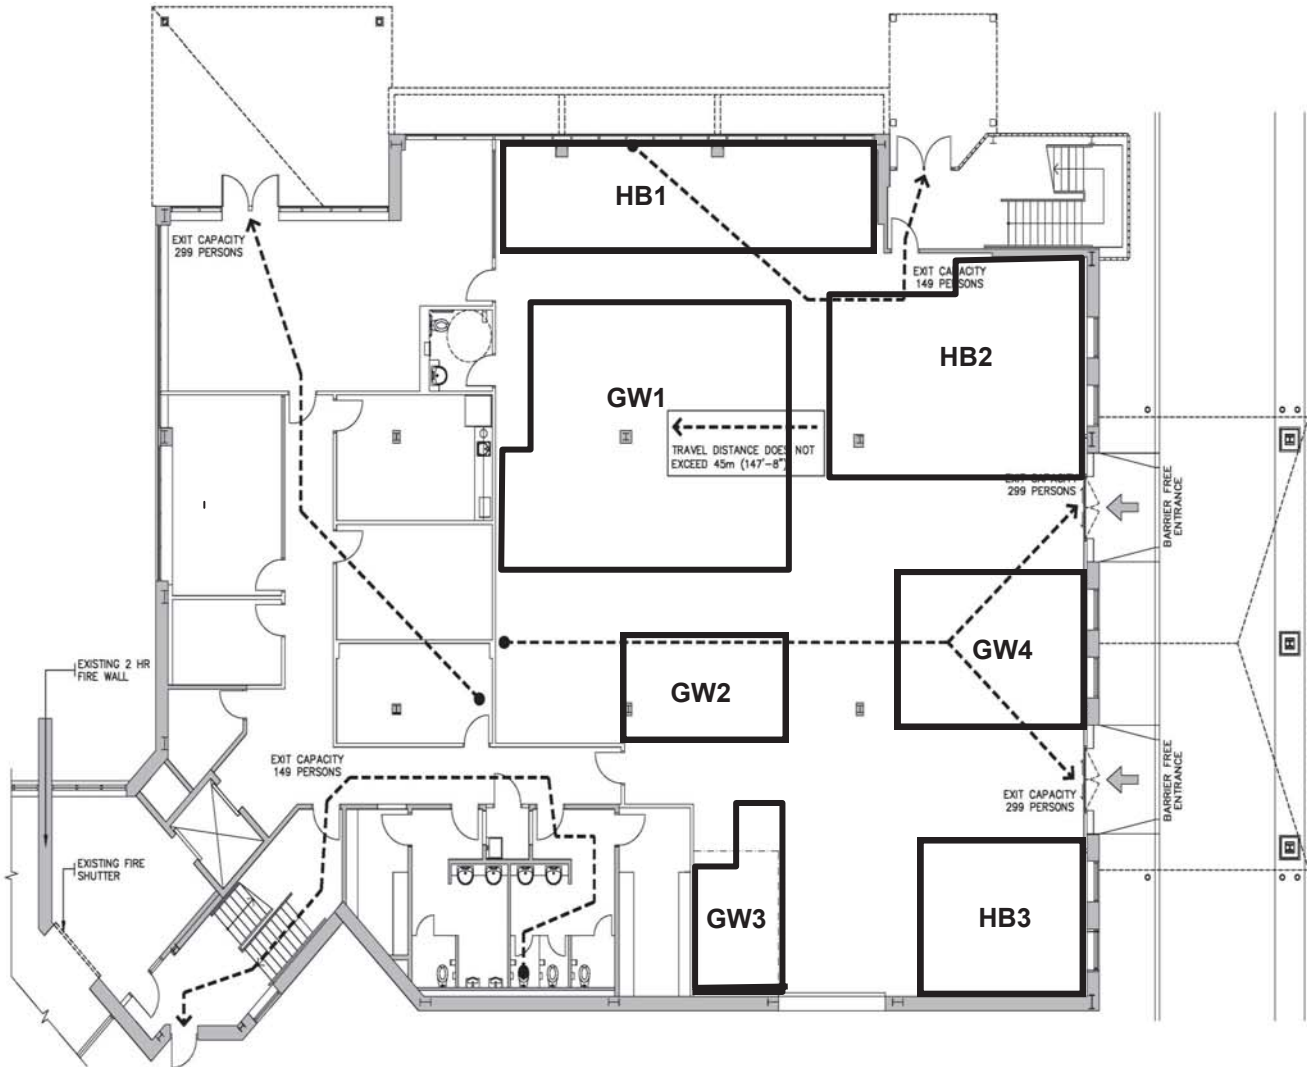 HB1
EXIT CAPACITY
299 PERSONS
EXIT CAPACITY
149 PERSONS
HB2
GW1
TRAVEL DISTANCE DOES NOT
EXCEED 45m (147'-8")
EXIT CAPACITY
299 PERSONS
BARRIER FREE
ENTRANCE
GW4
EXISTING 2 HR
FIRE WALL
GW2
EXIT CAPACITY
149 PERSONS
BARRIER FREE
ENTRANCE
EXIT CAPACITY
299 PERSONS
EXISTING FIRE
SHUTTER
GW3
HB3